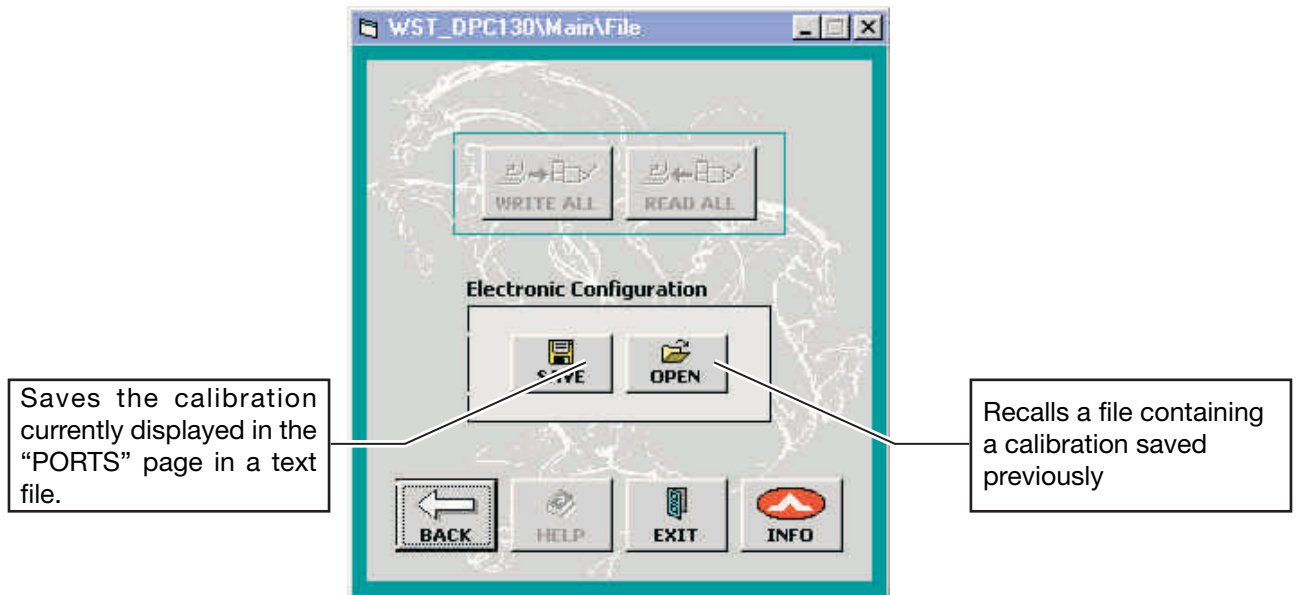 WST_DPC130\Main\File
WRITE ALL
READ ALL
Electronic Configuration
SAVE
OPEN
Saves the calibration
currently displayed in the
“PORTS” page in a text
file.
Recalls a file containing
a calibration saved
previously
BACK
HELP
EXIT
INFO